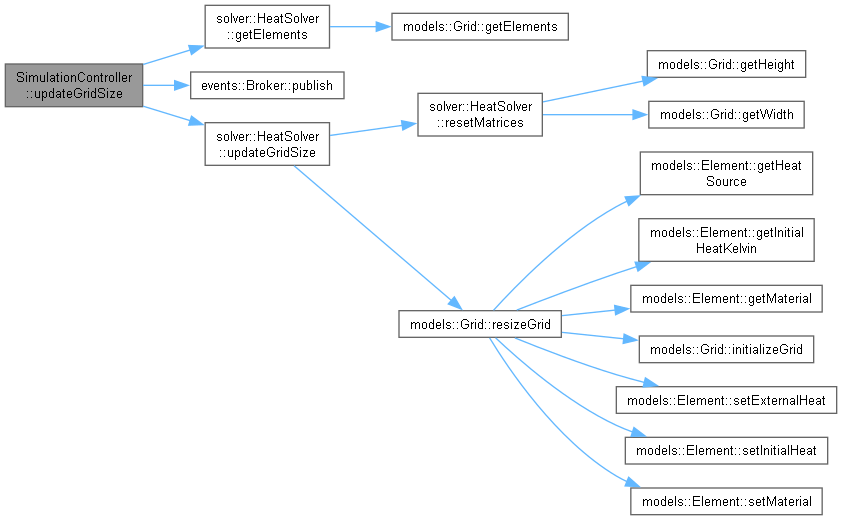 SimulationController
::updateGridSize
solver::HeatSolver
::getElements
models::Grid::getElements
events::Broker::publish
solver::HeatSolver
::updateGridSize
solver::HeatSolver
::resetMatrices
models::Grid::getHeight
models::Grid::getWidth
models::Grid::resizeGrid
models::Element::getHeat
Source
models::Element::getInitial
HeatKelvin
models::Element::getMaterial
models::Grid::initializeGrid
models::Element::setExternalHeat
models::Element::setInitialHeat
models::Element::setMaterial